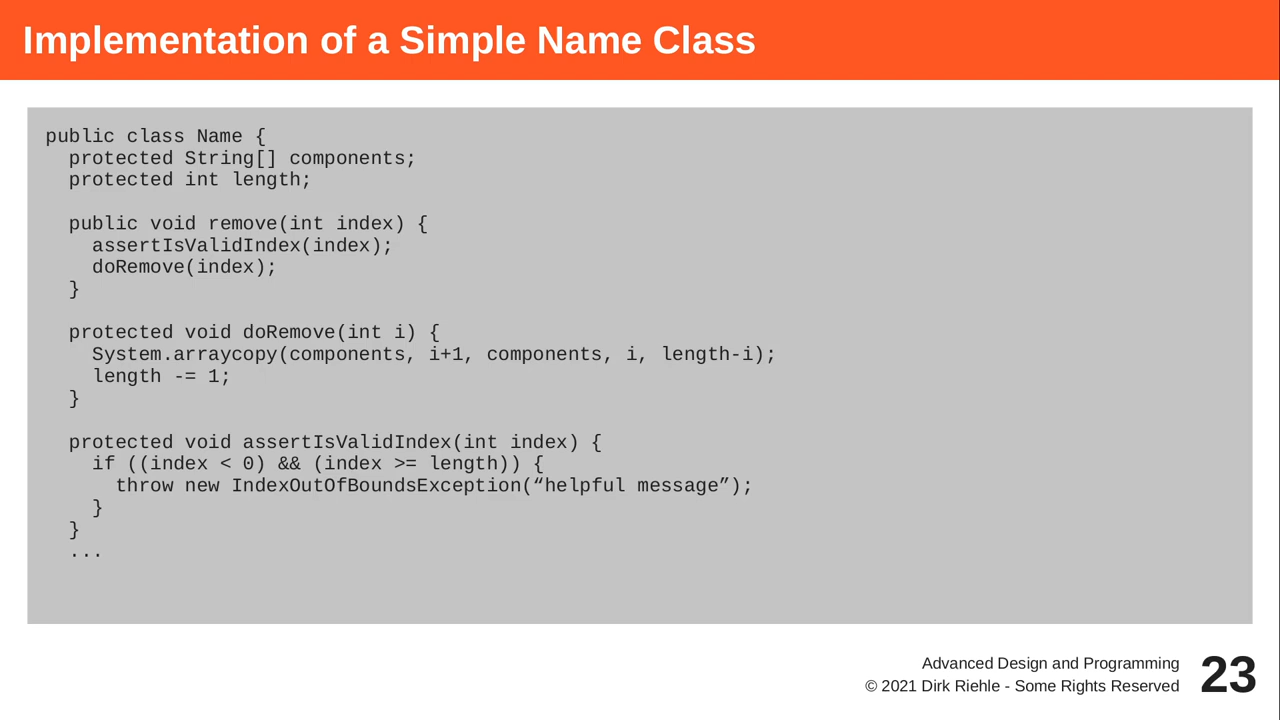 Implementation of a Simple Name Class
public class Name {
  protected String[] components;
  protected int length;

  public void remove(int index) {
    assertIsValidIndex(index);
    doRemove(index);
  }

  protected void doRemove(int i) {
    System.arraycopy(components, i+1, components, i, length-i);
    length -= 1;
  }

  protected void assertIsValidIndex(int index) {
    if ((index < 0) && (index >= length)) {
      throw new IndexOutOfBoundsException(“helpful message”);
    }
  }
  ...
Advanced Design and Programming
© 2021 Dirk Riehle - Some Rights Reserved
23